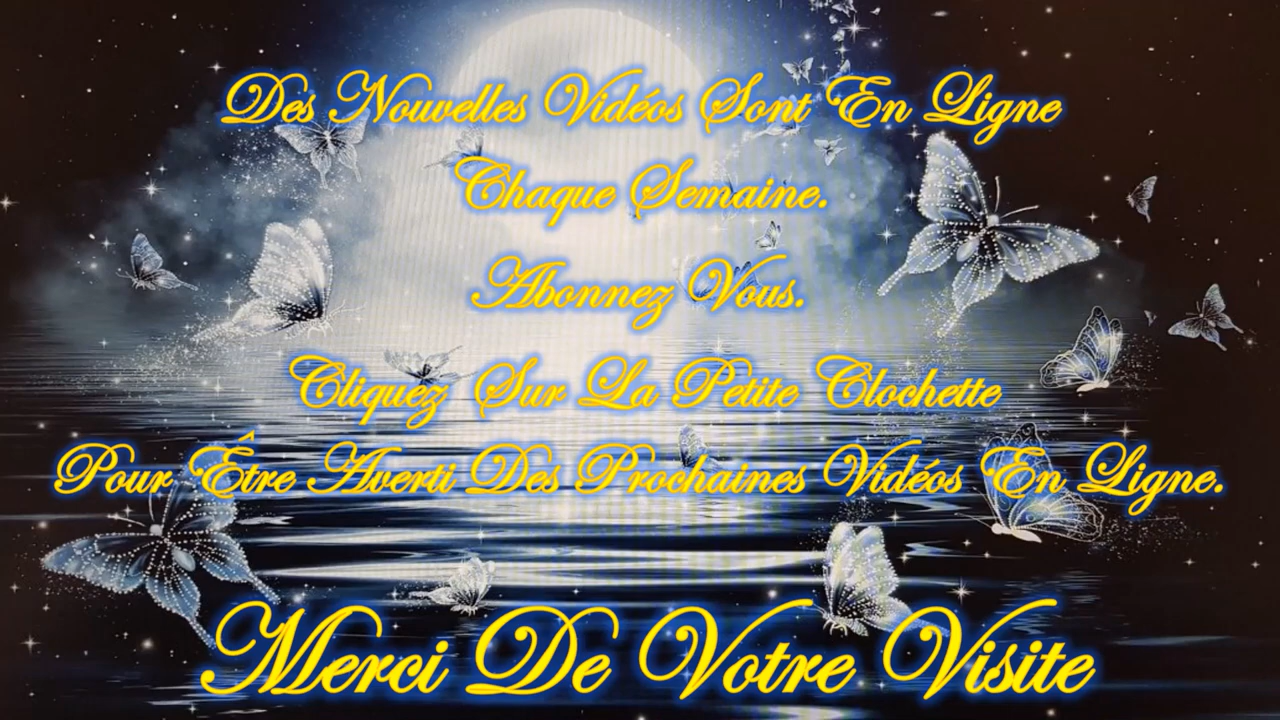 Des Nouvelles Vidéos Sont En Ligne
Chaque Semaine.
Abonnez Vous.
Cliquez Sur La Petite Clochette
Pour Être Averti Des Prochaines Vidéos En Ligne.
Merci De Votre Visite